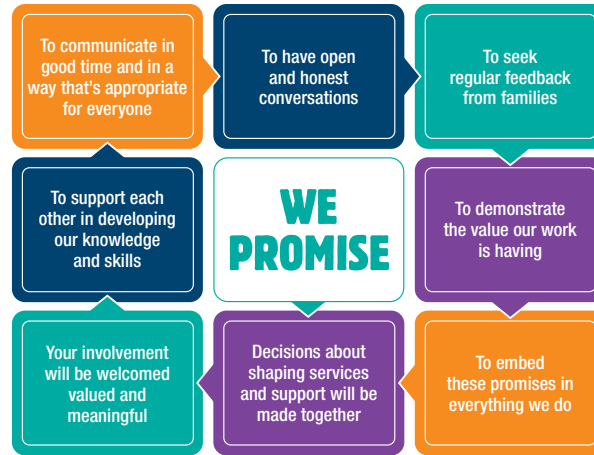 To communicate in
good time and in a
way that's appropriate
for everyone
To have open
and honest
conversations
To seek
regular feedback
from families
To support each
other in developing
our knowledge
and skills
WE
PROMISE
To demonstrate
the value our work
is having
Your involvement
will be welcomed
valued and
meaningful
Decisions about
shaping services
and support will be
made together
To embed
these promises in
everything we do